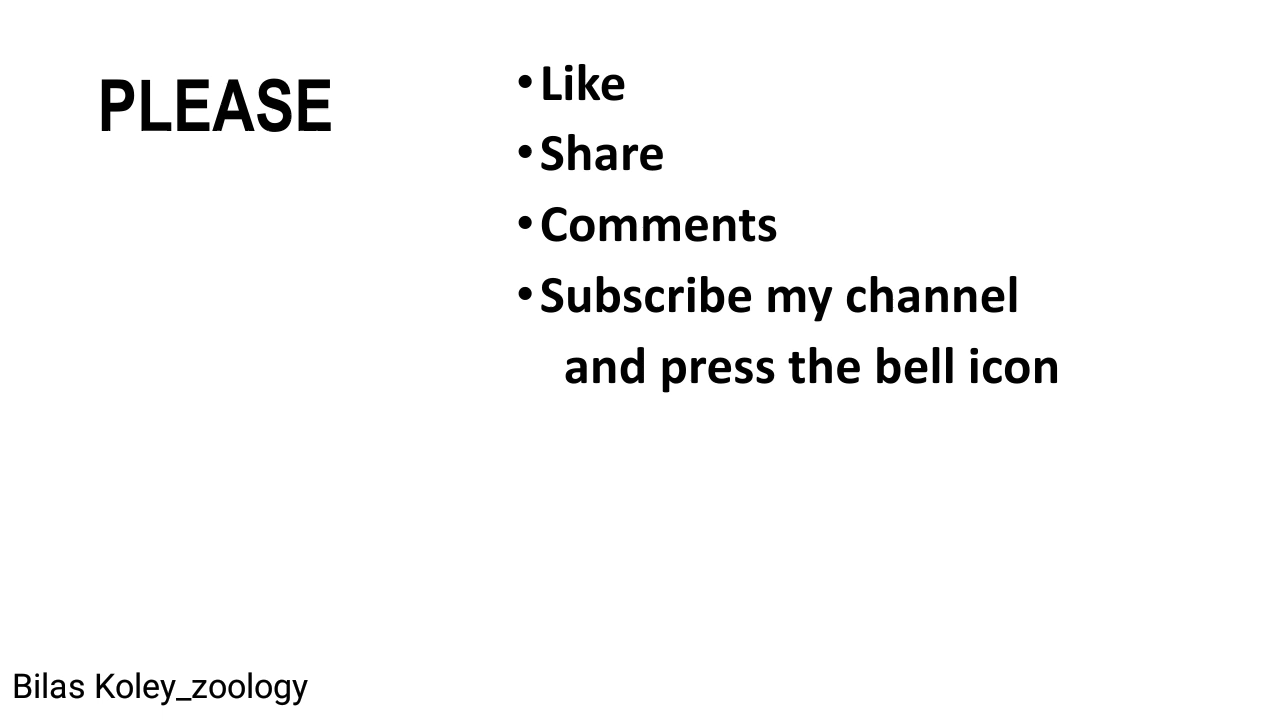 PLEASE
• Like
• Share
• Comments
• Subscribe my channel
and press the bell icon
Bilas Koley_zoology